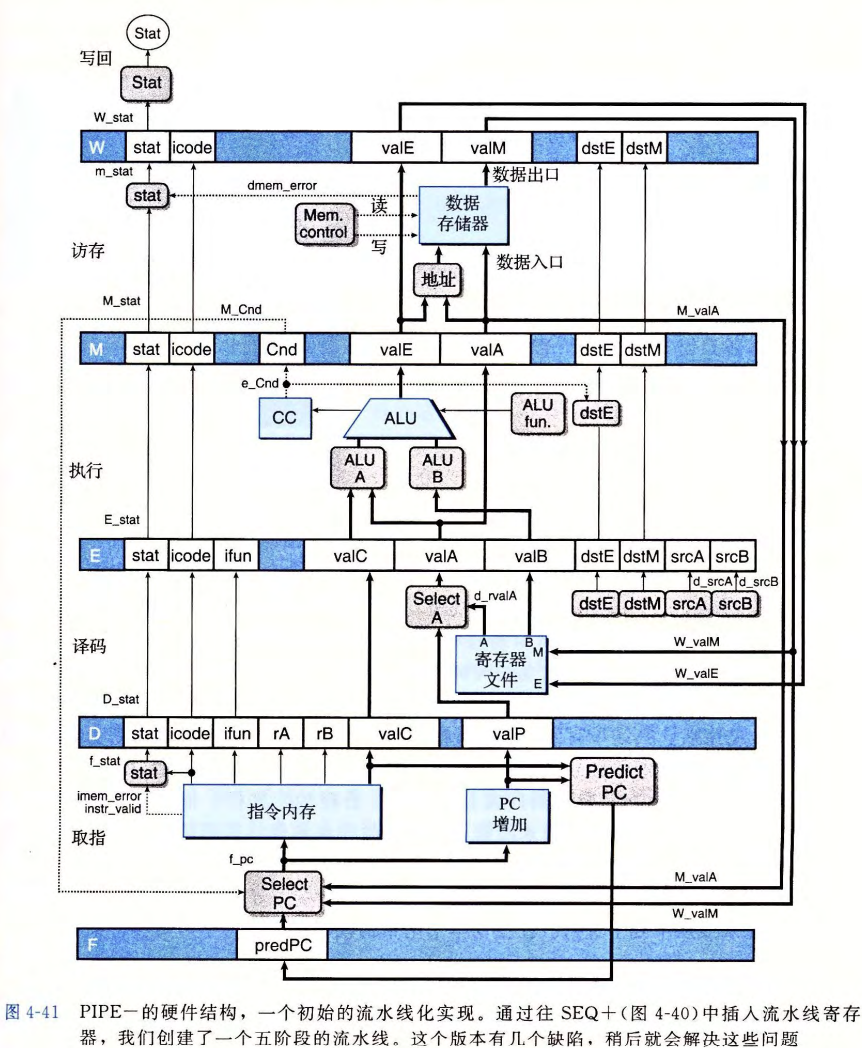 Stat
写回
Stat
W_stat
W stat icode valE valM dstE dstM
m_stat
数据出口
dmem_error
stat
读
数据
存储器
Mem.
control
写
访存
数据入口
地址
M_stat
M_Cnd
M_valA
M stat icode Cnd valE valA dstE dstM
e_Cnd
CC
ALU
ALU
fun.
dstE
执行
ALU
A
ALU
B
E_stat
E stat icode ifun valC valA valB dstE dstM srcA srcB
d_srcA d_srcB
Select
A
d_rvalA
dstE dstM srcA srcB
A B
寄存器
文件
M
E
W_valM
W_valE
译码
D_stat
D stat icode ifun rA rB valC valP
f_stat
stat
Predict
PC
imem_error
instr_valid
指令内存
PC
增加
取指
f_pc
Select
PC
M_valA
W_valM
F predPC
图 4-41 PIPE－的硬件结构，一个初始的流水线化实现。通过往 SEQ＋(图 4-40)中插入流水线寄存
器，我们创建了一个五阶段的流水线。这个版本有几个缺陷，稍后就会解决这些问题